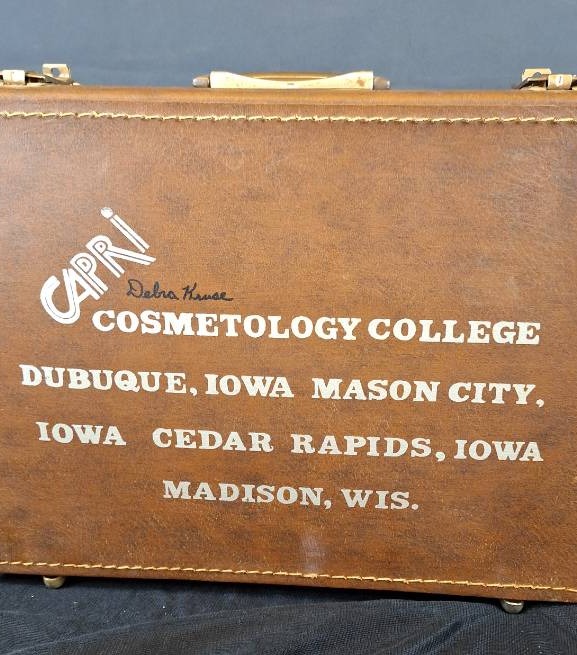 CAPRI
Debra Kruse
COSMETOLOGY COLLEGE
DUBUQUE, IOWA MASON CITY,
IOWA CEDAR RAPIDS, IOWA
MADISON, WIS.